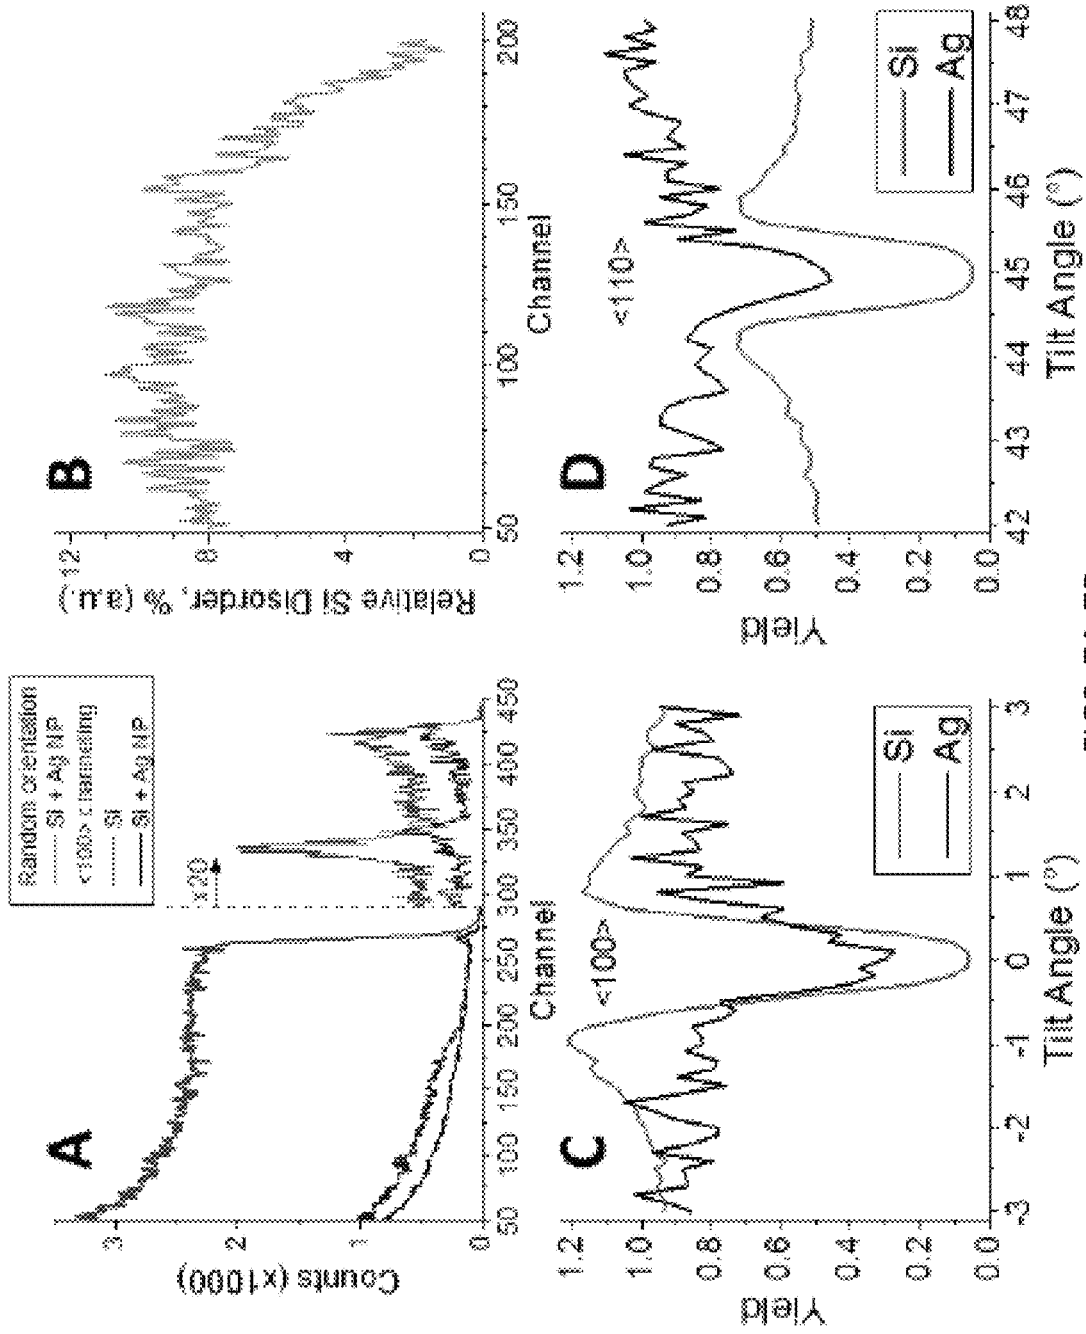 A
Counts (x1000)
3
2
1
0
50
100
150
200
250
300
350
400
450
Channel
Random orientation
Si + Ag NP
<100> channeling
Si
Si + Ag NP
x20
B
Relative Si Disorder, % (a.u.)
12
8
4
0
50
100
150
200
Channel
C
Yield
1.2
1.0
0.8
0.6
0.4
0.2
0.0
-3
-2
-1
0
1
2
3
Tilt Angle (°)
<100>
Si
Ag
D
Yield
1.2
1.0
0.8
0.6
0.4
0.2
0.0
42
43
44
45
46
47
48
Tilt Angle (°)
<110>
Si
Ag